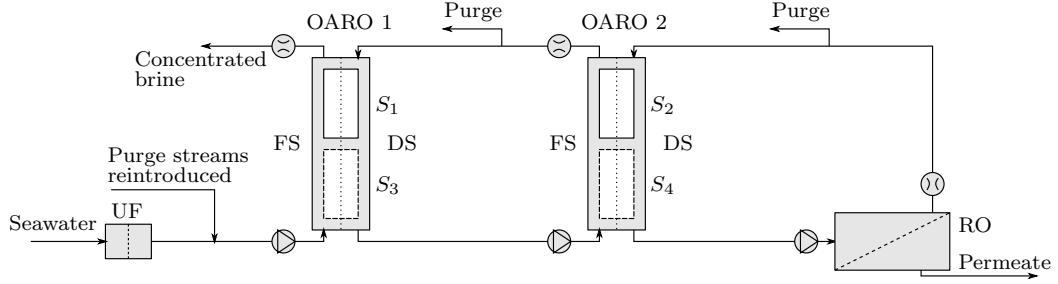 OARO 1
Purge
OARO 2
Purge
Concentrated
brine
S1
S2
FS
DS
FS
DS
Purge streams
reintroduced
S3
S4
Seawater
UF
RO
Permeate